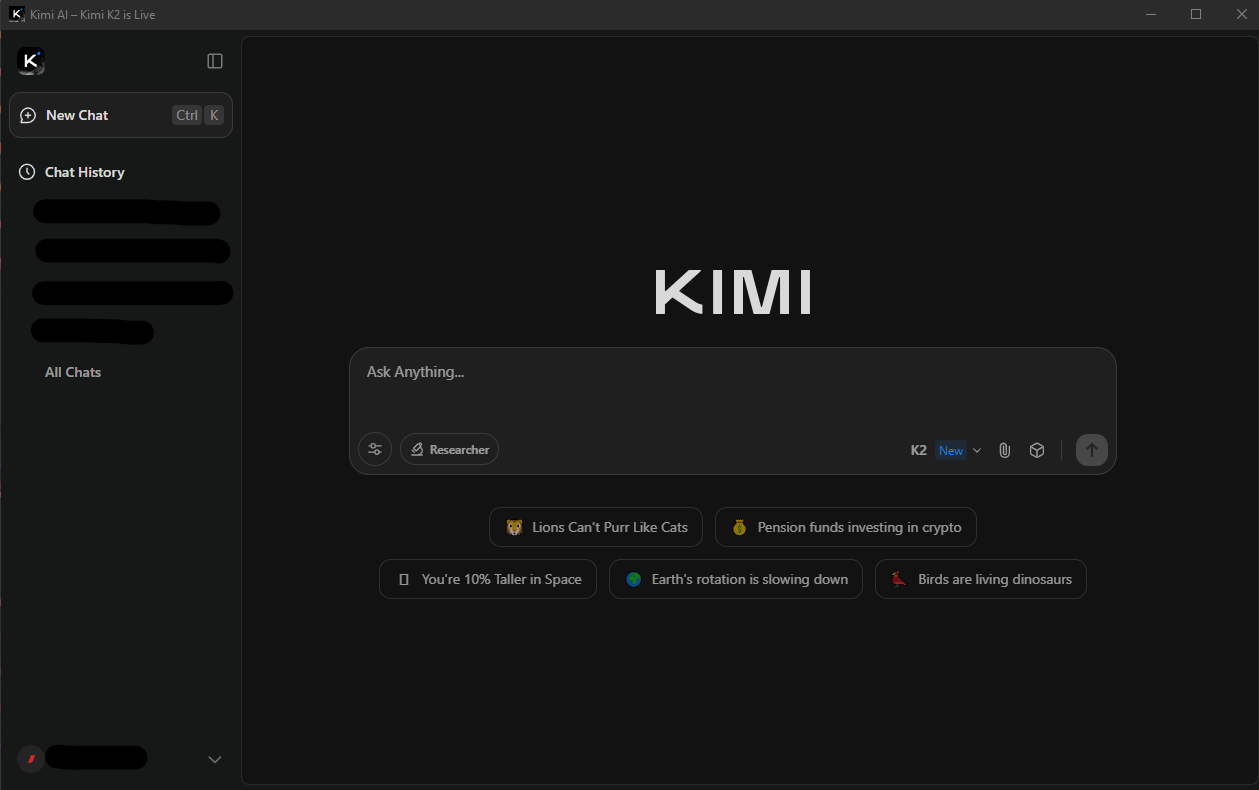 Kimi AI – Kimi K2 is Live
K
New Chat
Ctrl K
Chat History
All Chats
KIMI
Ask Anything...
Researcher
K2 New
Lions Can't Purr Like Cats
Pension funds investing in crypto
You're 10% Taller in Space
Earth's rotation is slowing down
Birds are living dinosaurs